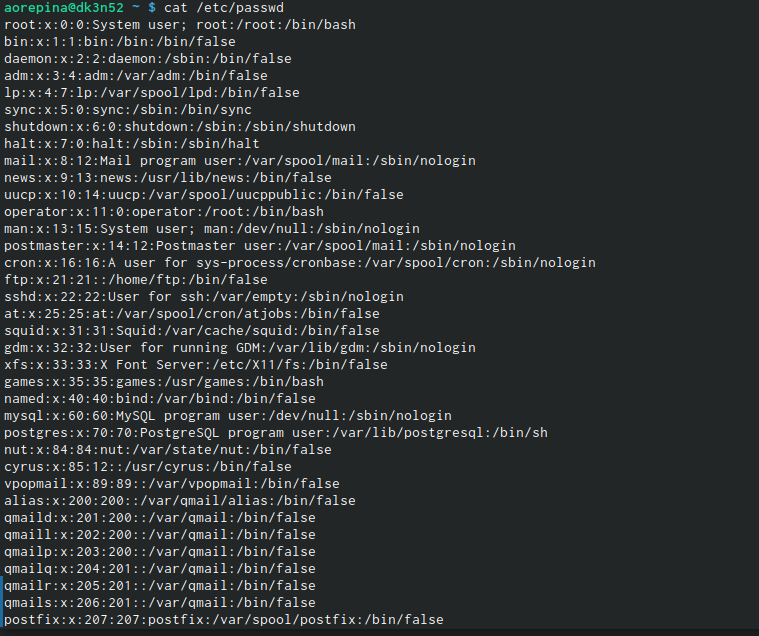 aorepina@dk3n52 ~ $ cat /etc/passwd
root:x:0:0:System user; root:/root:/bin/bash
bin:x:1:1:bin:/bin:/bin/false
daemon:x:2:2:daemon:/sbin:/bin/false
adm:x:3:4:adm:/var/adm:/bin/false
lp:x:4:7:lp:/var/spool/lpd:/bin/false
sync:x:5:0:sync:/sbin:/bin/sync
shutdown:x:6:0:shutdown:/sbin:/sbin/shutdown
halt:x:7:0:halt:/sbin:/sbin/halt
mail:x:8:12:Mail program user:/var/spool/mail:/sbin/nologin
news:x:9:13:news:/usr/lib/news:/bin/false
uucp:x:10:14:uucp:/var/spool/uucppublic:/bin/false
operator:x:11:0:operator:/root:/bin/bash
man:x:13:15:System user; man:/dev/null:/sbin/nologin
postmaster:x:14:12:Postmaster user:/var/spool/mail:/sbin/nologin
cron:x:16:16:A user for sys-process/cronbase:/var/spool/cron:/sbin/nologin
ftp:x:21:21::/home/ftp:/bin/false
sshd:x:22:22:User for ssh:/var/empty:/sbin/nologin
at:x:25:25:at:/var/spool/cron/atjobs:/bin/false
squid:x:31:31:Squid:/var/cache/squid:/bin/false
gdm:x:32:32:User for running GDM:/var/lib/gdm:/sbin/nologin
xfs:x:33:33:X Font Server:/etc/X11/fs:/bin/false
games:x:35:35:games:/usr/games:/bin/bash
named:x:40:40:bind:/var/bind:/bin/false
mysql:x:60:60:MySQL program user:/dev/null:/sbin/nologin
postgres:x:70:70:PostgreSQL program user:/var/lib/postgresql:/bin/sh
nut:x:84:84:nut:/var/state/nut:/bin/false
cyrus:x:85:12::/usr/cyrus:/bin/false
vpopmail:x:89:89::/var/vpopmail:/bin/false
alias:x:200:200::/var/qmail/alias:/bin/false
qmaild:x:201:200::/var/qmail:/bin/false
qmaill:x:202:200::/var/qmail:/bin/false
qmailp:x:203:200::/var/qmail:/bin/false
qmailq:x:204:201::/var/qmail:/bin/false
qmailr:x:205:201::/var/qmail:/bin/false
qmails:x:206:201::/var/qmail:/bin/false
postfix:x:207:207:postfix:/var/spool/postfix:/bin/false